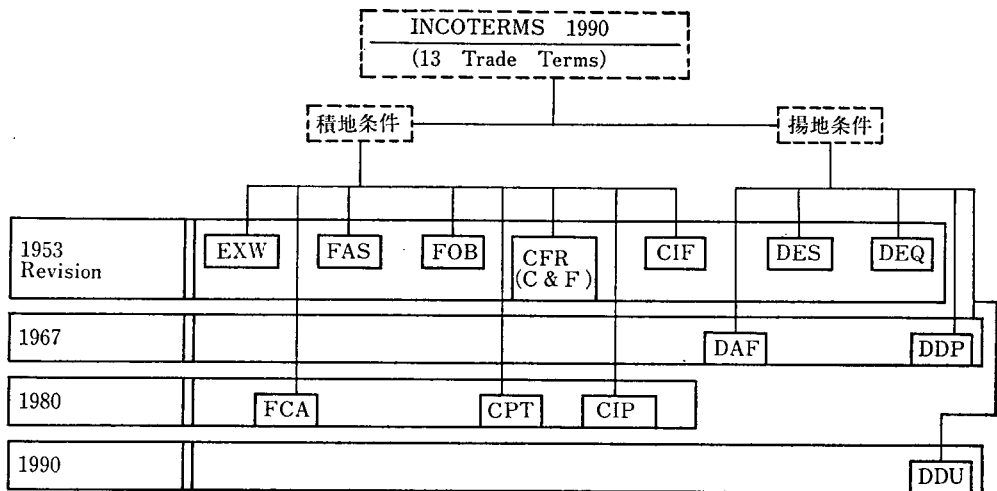 INCOTERMS 1990
(13 Trade Terms)
積地条件
揚地条件
1953
Revision
EXW
FAS
FOB
CFR
(C & F)
CIF
DES
DEQ
1967
DAF
DDP
1980
FCA
CPT
CIP
1990
DDU